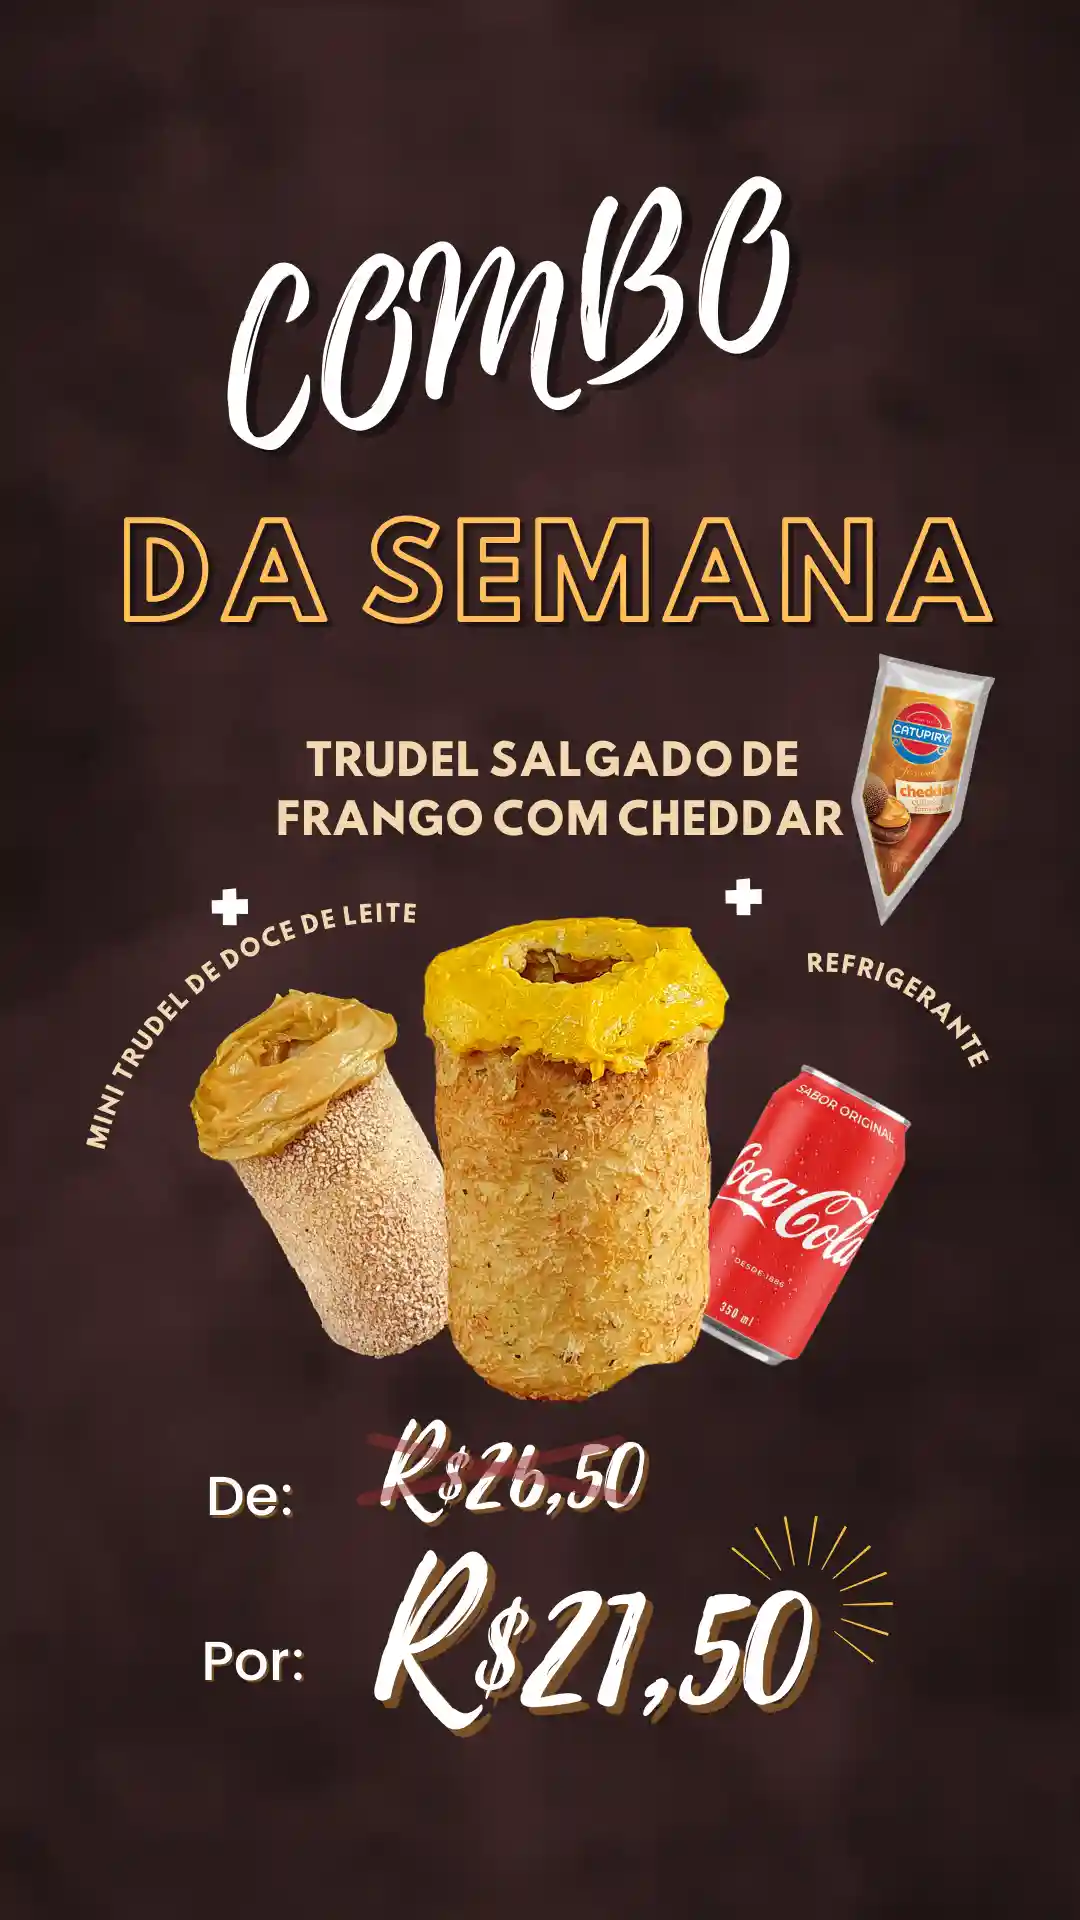 COMBO
DA SEMANA
TRUDEL SALGADO DE
FRANGO COM CHEDDAR
CATUPIRY
cheddar
+
+
MINI TRUDEL DE DOCE DE LEITE
REFRIGERANTE
SABOR ORIGINAL
Coca-Cola
DESDE 1886
350 ml
De:
R$26,50
Por:
R$21,50